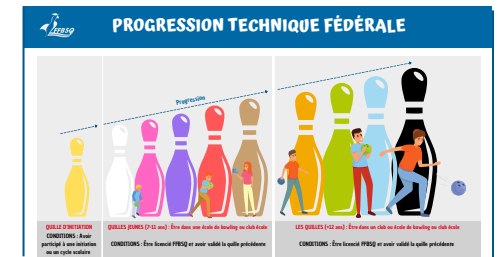 FFBSQ
PROGRESSION TECHNIQUE FÉDÉRALE
Progression
QUILLE D'INITIATION
CONDITIONS : Avoir
participé à une initiation
ou un cycle scolaire
QUILLES JEUNES (7-11 ans) : Être dans une école de bowling ou club école
CONDITIONS : Être licencié FFBSQ et avoir validé la quille précédente
LES QUILLES (+12 ans) : Être dans un club ou école de bowling ou club école
CONDITIONS : Être licencié FFBSQ et avoir validé la quille précédente